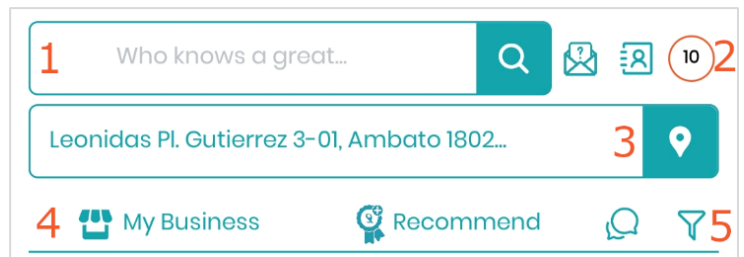 1 Who knows a great... ? 10 2
Leonidas Pl. Gutierrez 3-01, Ambato 1802... 3
4 My Business Recommend 5